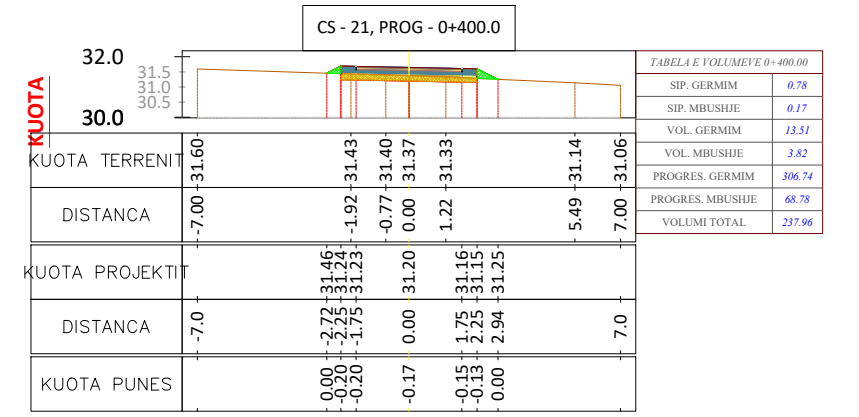 CS - 21, PROG - 0+400.0
32.0
31.5
31.0
30.5
30.0
KUOTA
KUOTA TERRENIT
31.60 31.43 31.40 31.37 31.33 31.14 31.06
DISTANCA
-7.00 -1.92 -0.77 0.00 1.22 5.49 7.00
KUOTA PROJEKTIT
31.46 31.24 31.23 31.20 31.16 31.15 31.25
DISTANCA
-7.0 -2.72 -2.25 -1.75 0.00 1.75 2.25 2.94 7.0
KUOTA PUNES
0.00 -0.20 -0.20 -0.17 -0.15 -0.13 0.00
TABELA E VOLUMEVE 0+400.00
SIP. GERMIM 0.78
SIP. MBUSHJE 0.17
VOL. GERMIM 13.51
VOL. MBUSHJE 3.82
PROGRES. GERMIM 306.74
PROGRES. MBUSHJE 68.78
VOLUMI TOTAL 237.96